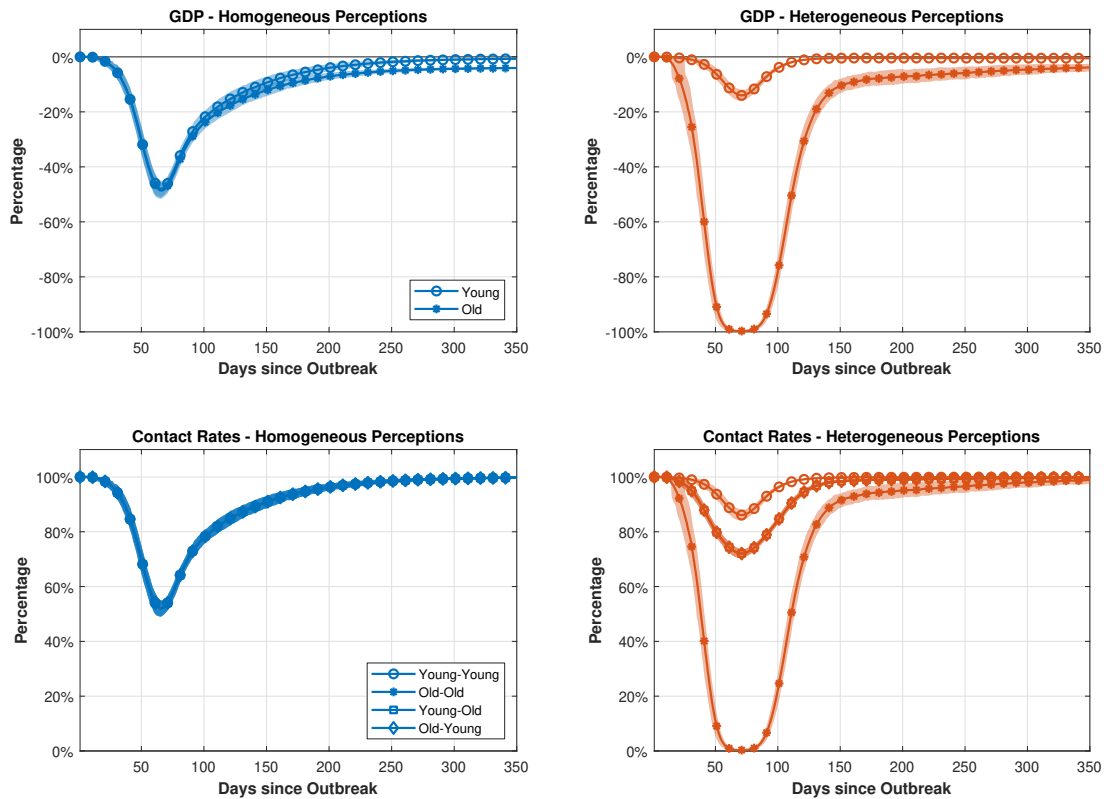 GDP - Homogeneous Perceptions
0%
-20%
-40%
-60%
-80%
-100%
Percentage
50 100 150 200 250 300 350
Days since Outbreak
Young
Old
GDP - Heterogeneous Perceptions
0%
-20%
-40%
-60%
-80%
-100%
Percentage
50 100 150 200 250 300 350
Days since Outbreak
Contact Rates - Homogeneous Perceptions
100%
80%
60%
40%
20%
0%
Percentage
50 100 150 200 250 300 350
Days since Outbreak
Young-Young
Old-Old
Young-Old
Old-Young
Contact Rates - Heterogeneous Perceptions
100%
80%
60%
40%
20%
0%
Percentage
50 100 150 200 250 300 350
Days since Outbreak